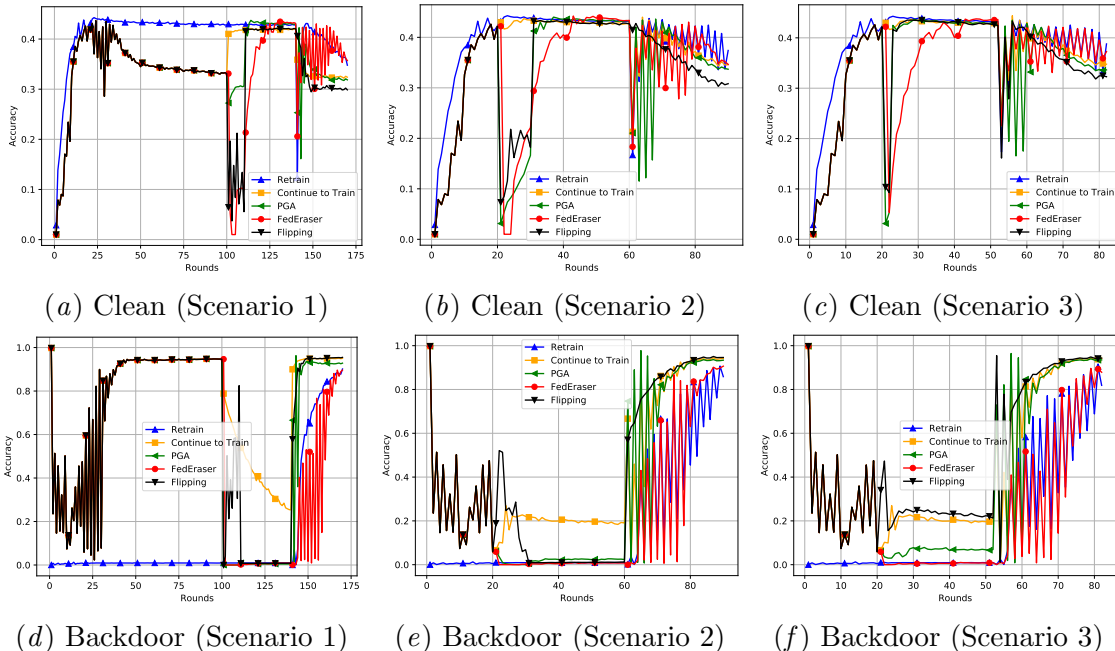 Accuracy
0.4
0.3
0.2
0.1
0.0
Retrain
Continue to Train
PGA
FedEraser
Flipping
0 25 50 75 100 125 150 175
Rounds
(a) Clean (Scenario 1)
Accuracy
0.4
0.3
0.2
0.1
0.0
Retrain
Continue to Train
PGA
FedEraser
Flipping
0 20 40 60 80
Rounds
(b) Clean (Scenario 2)
Accuracy
0.4
0.3
0.2
0.1
0.0
Retrain
Continue to Train
PGA
FedEraser
Flipping
0 10 20 30 40 50 60 70 80
Rounds
(c) Clean (Scenario 3)
Accuracy
1.0
0.8
0.6
0.4
0.2
0.0
Retrain
Continue to Train
PGA
FedEraser
Flipping
0 25 50 75 100 125 150 175
Rounds
(d) Backdoor (Scenario 1)
Accuracy
1.0
0.8
0.6
0.4
0.2
0.0
Retrain
Continue to Train
PGA
FedEraser
Flipping
0 20 40 60 80
Rounds
(e) Backdoor (Scenario 2)
Accuracy
1.0
0.8
0.6
0.4
0.2
0.0
Retrain
Continue to Train
PGA
FedEraser
Flipping
0 10 20 30 40 50 60 70 80
Rounds
(f) Backdoor (Scenario 3)